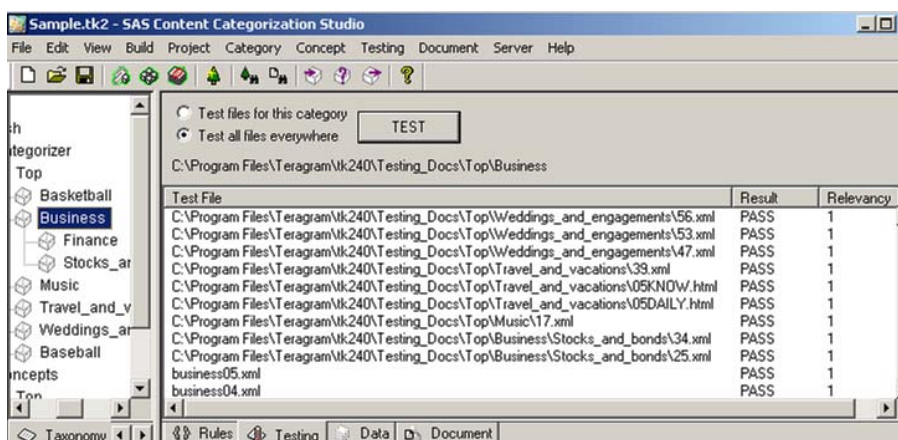 Sample.tk2 - SAS Content Categorization Studio
File Edit View Build Project Category Concept Testing Document Server Help
Test files for this category
Test all files everywhere
TEST
C:\Program Files\Teragram\tk240\Testing_Docs\Top\Business
ch
ategorizer
Top
Basketball
Business
Finance
Stocks_ar
Music
Travel_and_v
Weddings_ar
Baseball
oncepts
Top
Test File Result Relevancy
C:\Program Files\Teragram\tk240\Testing_Docs\Top\Weddings_and_engagements\56.xml PASS 1
C:\Program Files\Teragram\tk240\Testing_Docs\Top\Weddings_and_engagements\53.xml PASS 1
C:\Program Files\Teragram\tk240\Testing_Docs\Top\Weddings_and_engagements\47.xml PASS 1
C:\Program Files\Teragram\tk240\Testing_Docs\Top\Travel_and_vacations\39.xml PASS 1
C:\Program Files\Teragram\tk240\Testing_Docs\Top\Travel_and_vacations\05KNOW.html PASS 1
C:\Program Files\Teragram\tk240\Testing_Docs\Top\Travel_and_vacations\05DAILY.html PASS 1
C:\Program Files\Teragram\tk240\Testing_Docs\Top\Music\17.xml PASS 1
C:\Program Files\Teragram\tk240\Testing_Docs\Top\Business\Stocks_and_bonds\34.xml PASS 1
C:\Program Files\Teragram\tk240\Testing_Docs\Top\Business\Stocks_and_bonds\25.xml PASS 1
business05.xml PASS 1
business04.xml PASS 1
Taxonomy Rules Testing Data Document